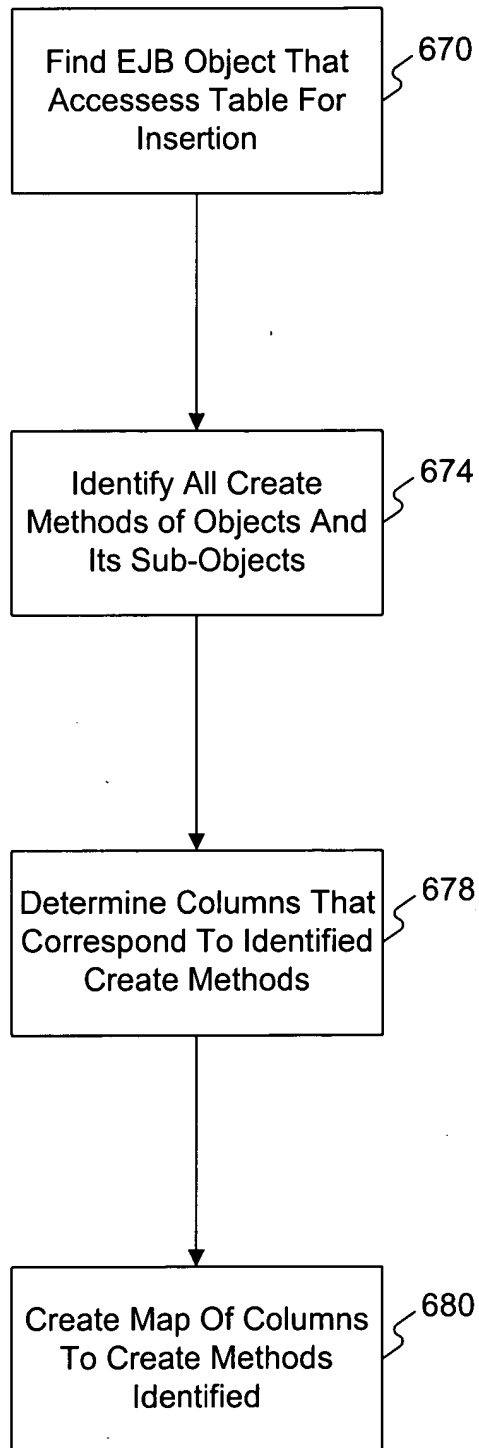 Find EJB Object That
Accessess Table For
Insertion
670
Identify All Create
Methods of Objects And
Its Sub-Objects
674
Determine Columns That
Correspond To Identified
Create Methods
678
Create Map Of Columns
To Create Methods
Identified
680